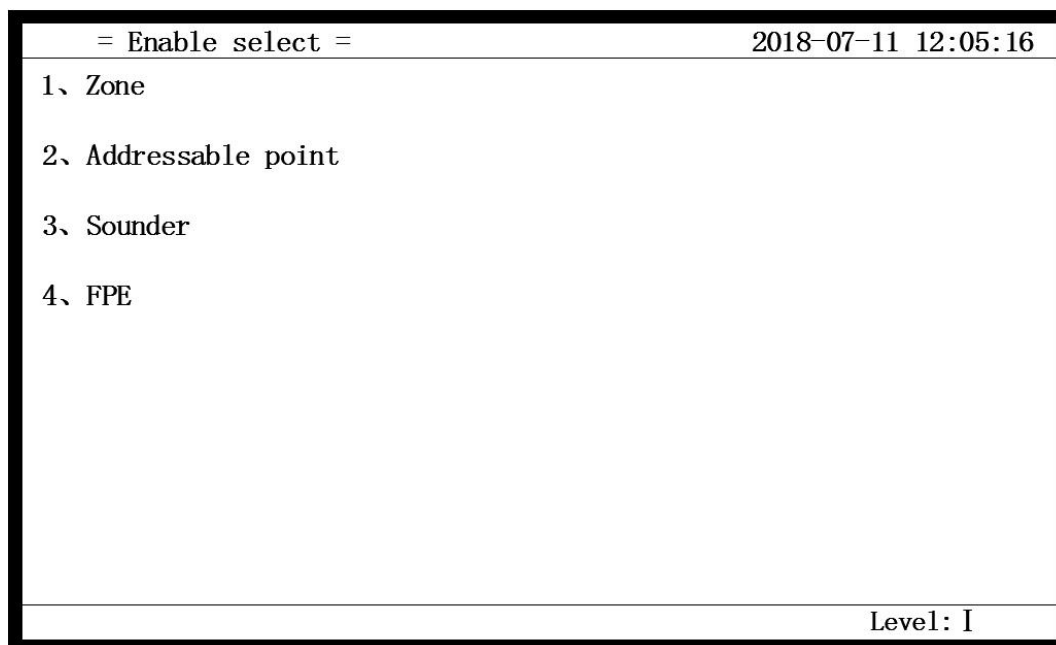 = Enable select = 2018-07-11 12:05:16
1、Zone
2、Addressable point
3、Sounder
4、FPE
Level: I